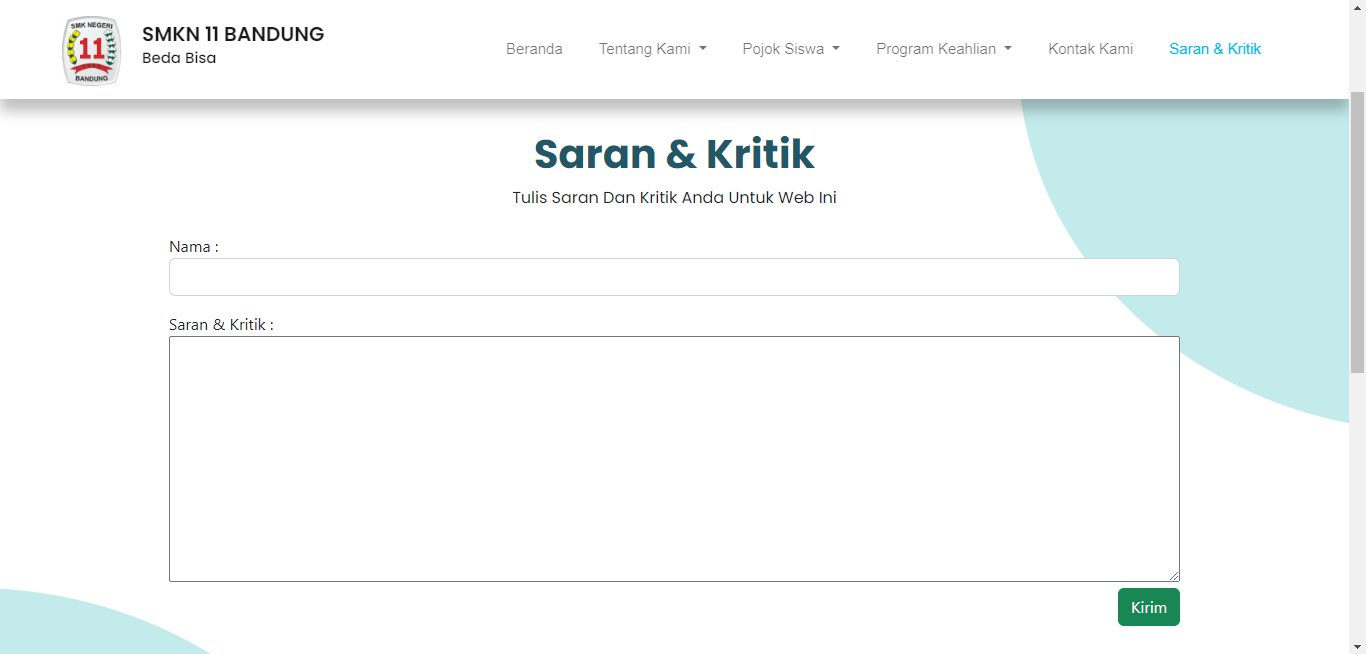 SMK NEGERI
11
BANDUNG
SMKN 11 BANDUNG
Beda Bisa
Beranda
Tentang Kami
Pojok Siswa
Program Keahlian
Kontak Kami
Saran & Kritik
Saran & Kritik
Tulis Saran Dan Kritik Anda Untuk Web Ini
Nama :
Saran & Kritik :
Kirim